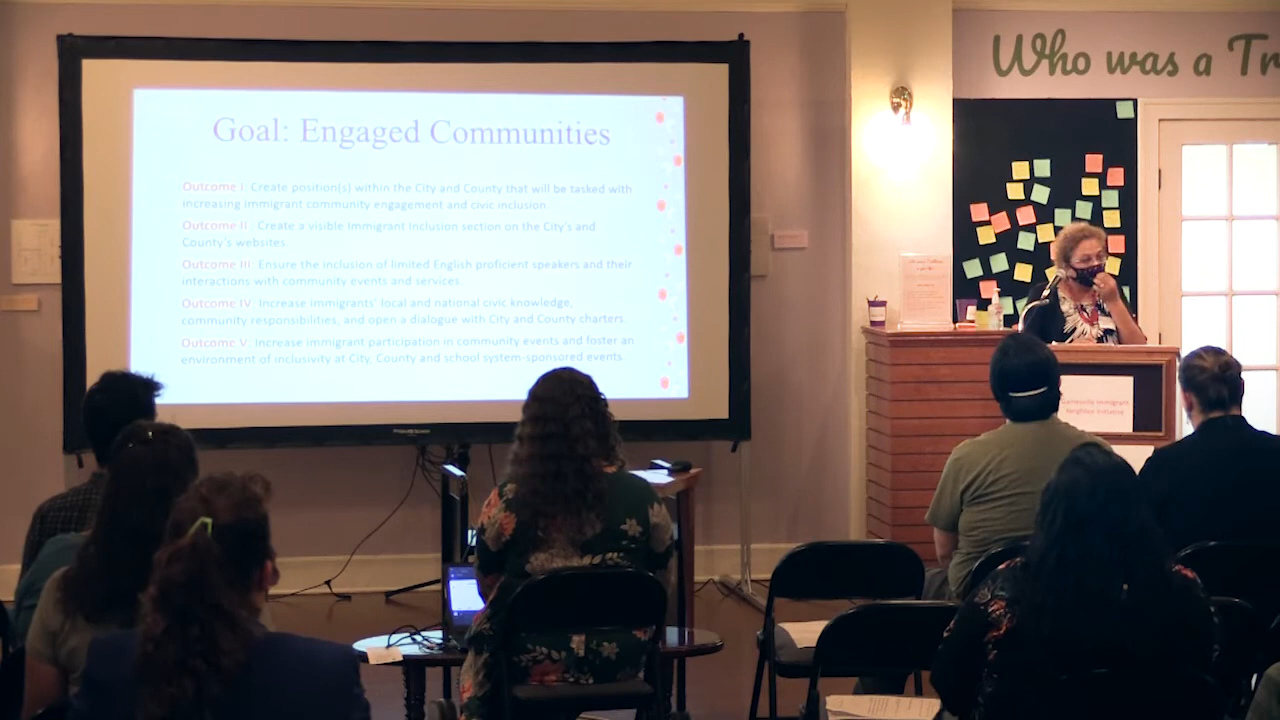 Goal: Engaged Communities
Outcome I: Create position(s) within the City and County that will be tasked with
increasing immigrant community engagement and civic inclusion.
Outcome II : Create a visible Immigrant Inclusion section on the City's and
County's websites.
Outcome III: Ensure the inclusion of limited English proficient speakers and their
interactions with community events and services.
Outcome IV: Increase immigrants' local and national civic knowledge,
community responsibilities, and open a dialogue with City and County charters
Outcome V: Increase immigrant participation in community events and foster an
environment of inclusivity at City, County and school system-sponsored events
Who was a Tr
Gainesville Immigrant
Neighbor Initiative